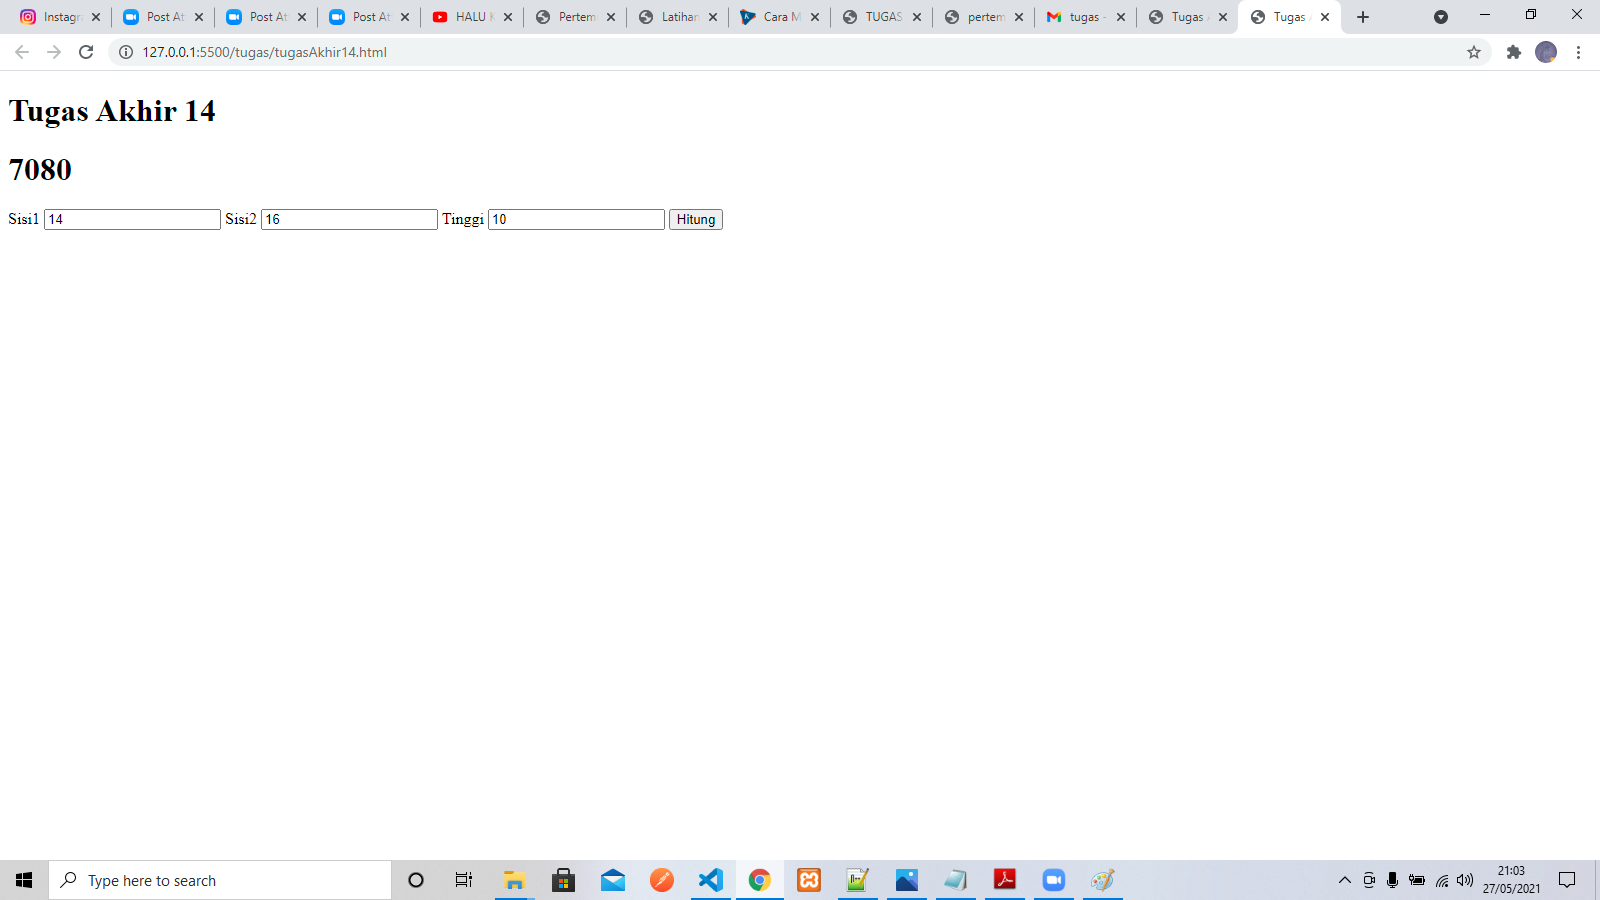 Instagr Post At Post At Post At HALU K Pertem Latihan Cara M TUGAS pertem tugas - Tugas A Tugas A
127.0.0.1:5500/tugas/tugasAkhir14.html
Tugas Akhir 14
7080
Sisi1 14 Sisi2 16 Tinggi 10 Hitung
Type here to search
21:03
27/05/2021